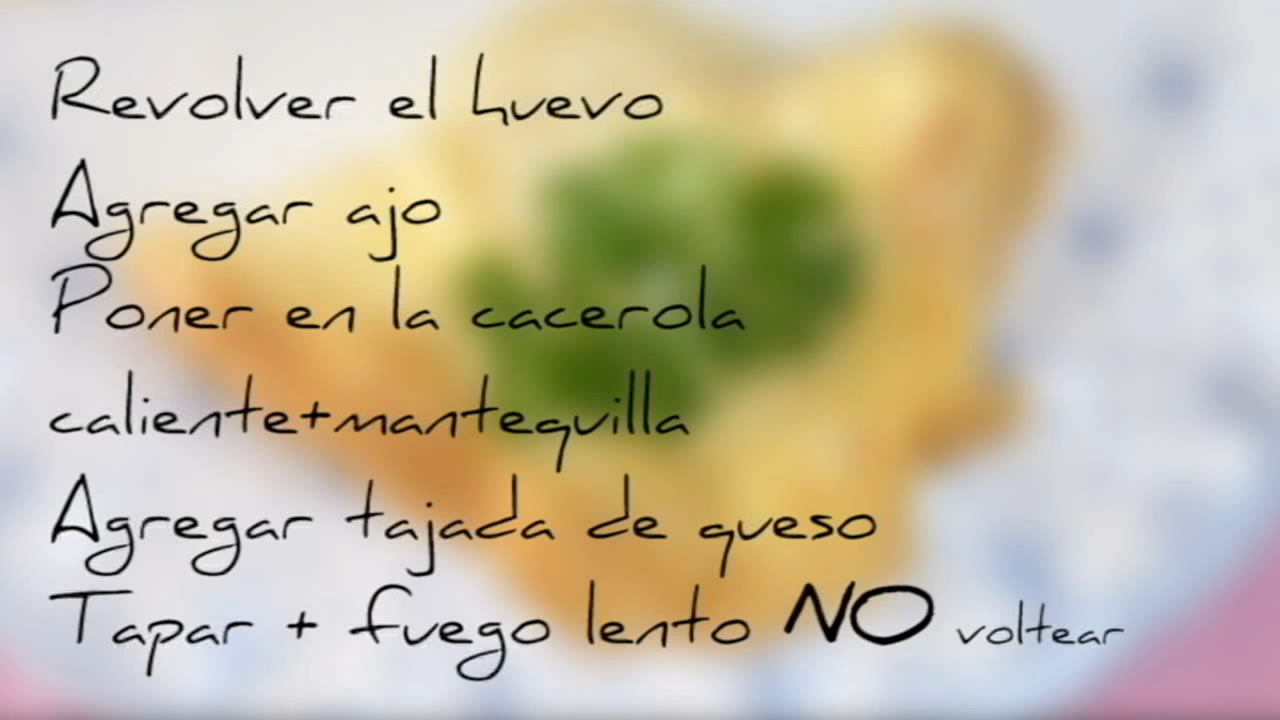 Revolver el huevo
Agregar ajo
Poner en la cacerola
caliente+mantequilla
Agregar tajada de queso
Tapar + fuego lento NO voltear